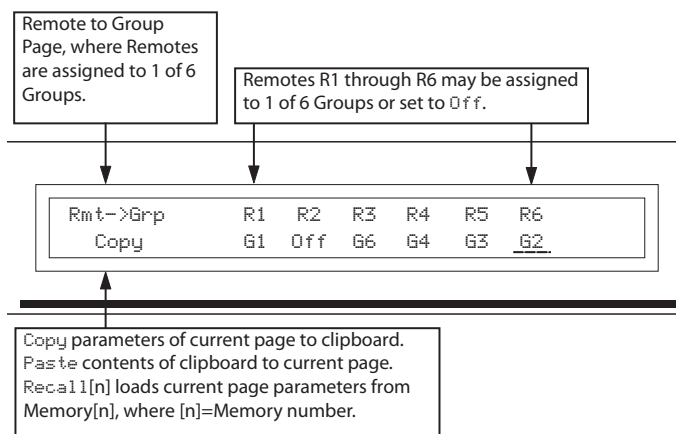 Remote to Group
Page, where Remotes
are assigned to 1 of 6
Groups.
Remotes R1 through R6 may be assigned
to 1 of 6 Groups or set to Off.
Rmt->Grp R1 R2 R3 R4 R5 R6
Copy G1 Off G6 G4 G3 G2
Copy parameters of current page to clipboard.
Paste contents of clipboard to current page.
Recall[n] loads current page parameters from
Memory[n], where [n]=Memory number.